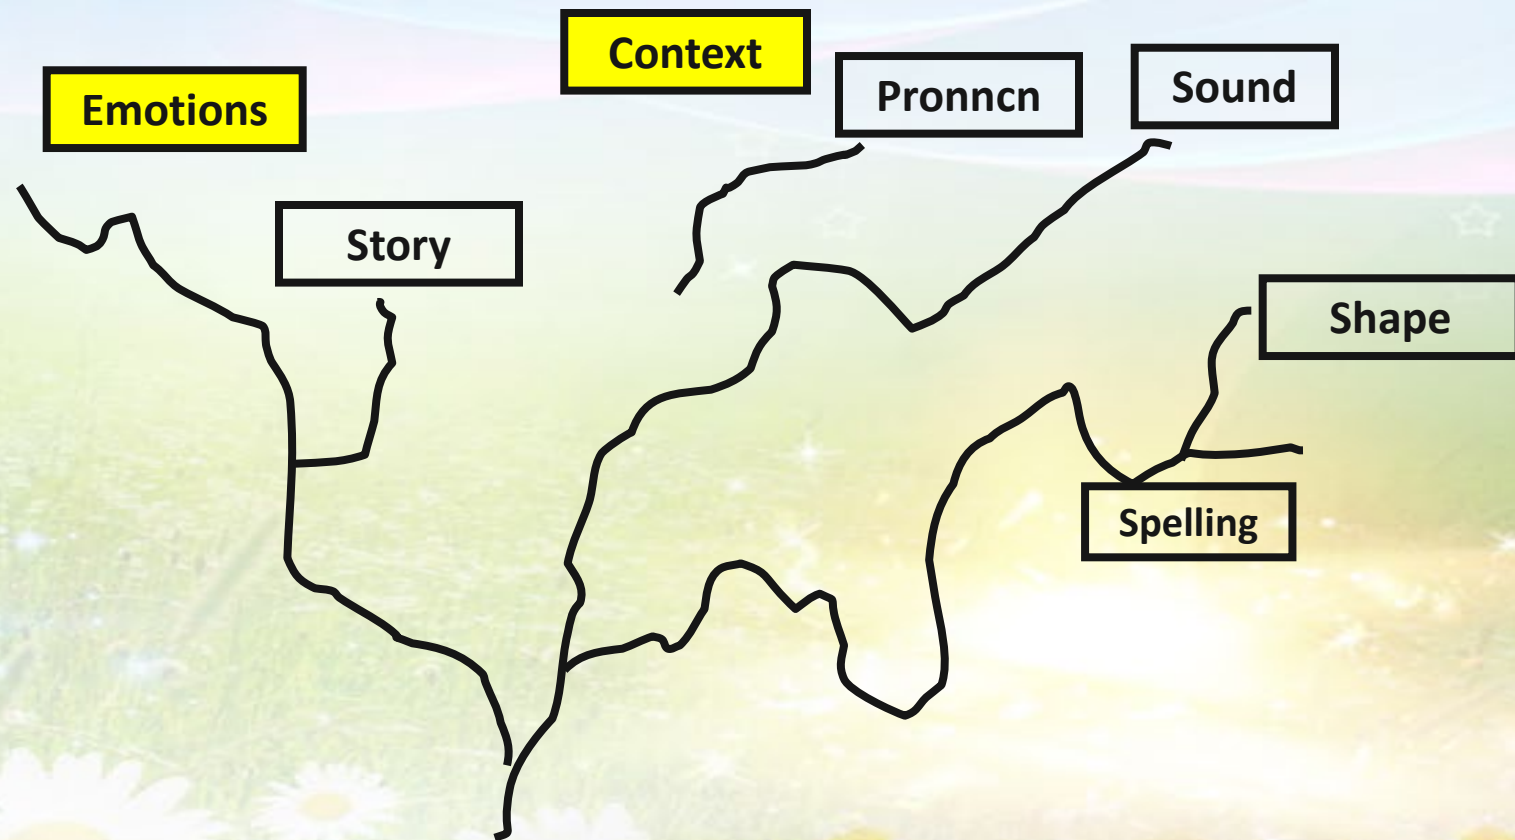 Context
Emotions
Pronncn
Sound
Story
Shape
Spelling